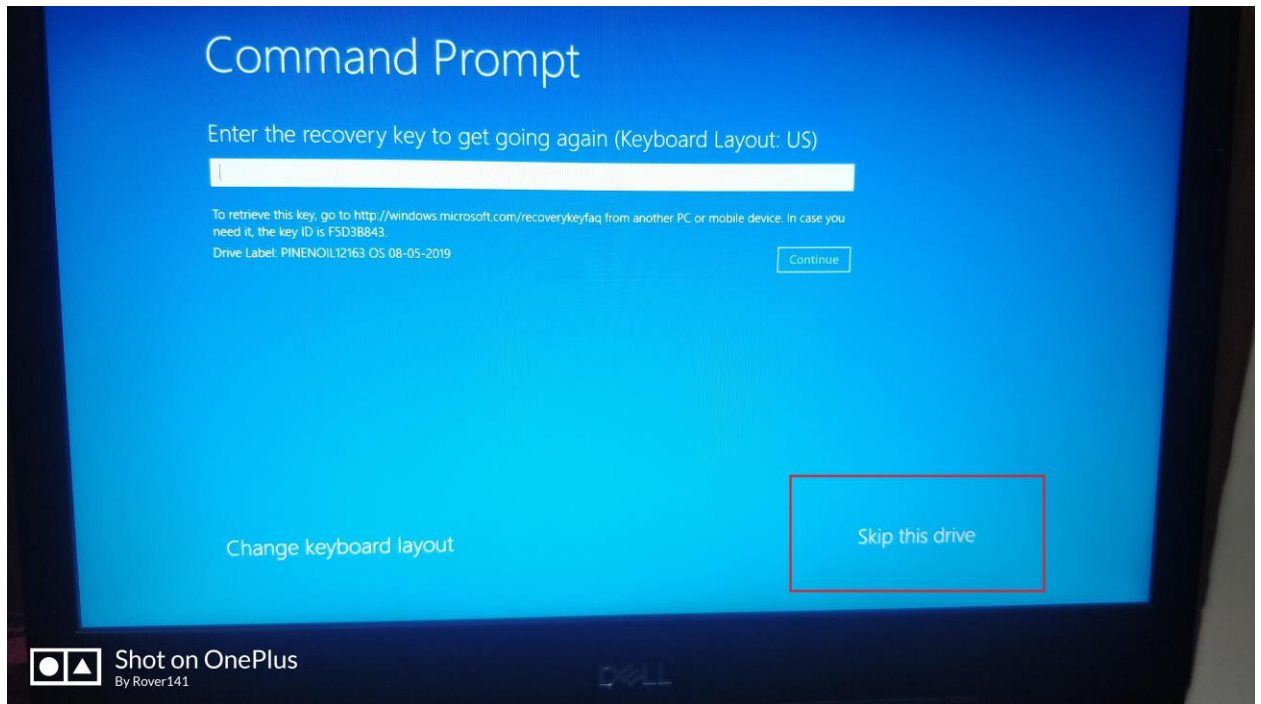 Command Prompt
Enter the recovery key to get going again (Keyboard Layout: US)
To retrieve this key, go to http://windows.microsoft.com/recoverykeyfaq from another PC or mobile device. In case you
need it, the key ID is F5D3B843.
Drive Label: PINENOIL12163 OS 08-05-2019
Continue
Change keyboard layout
Skip this drive
Shot on OnePlus
By Rover141
DELL